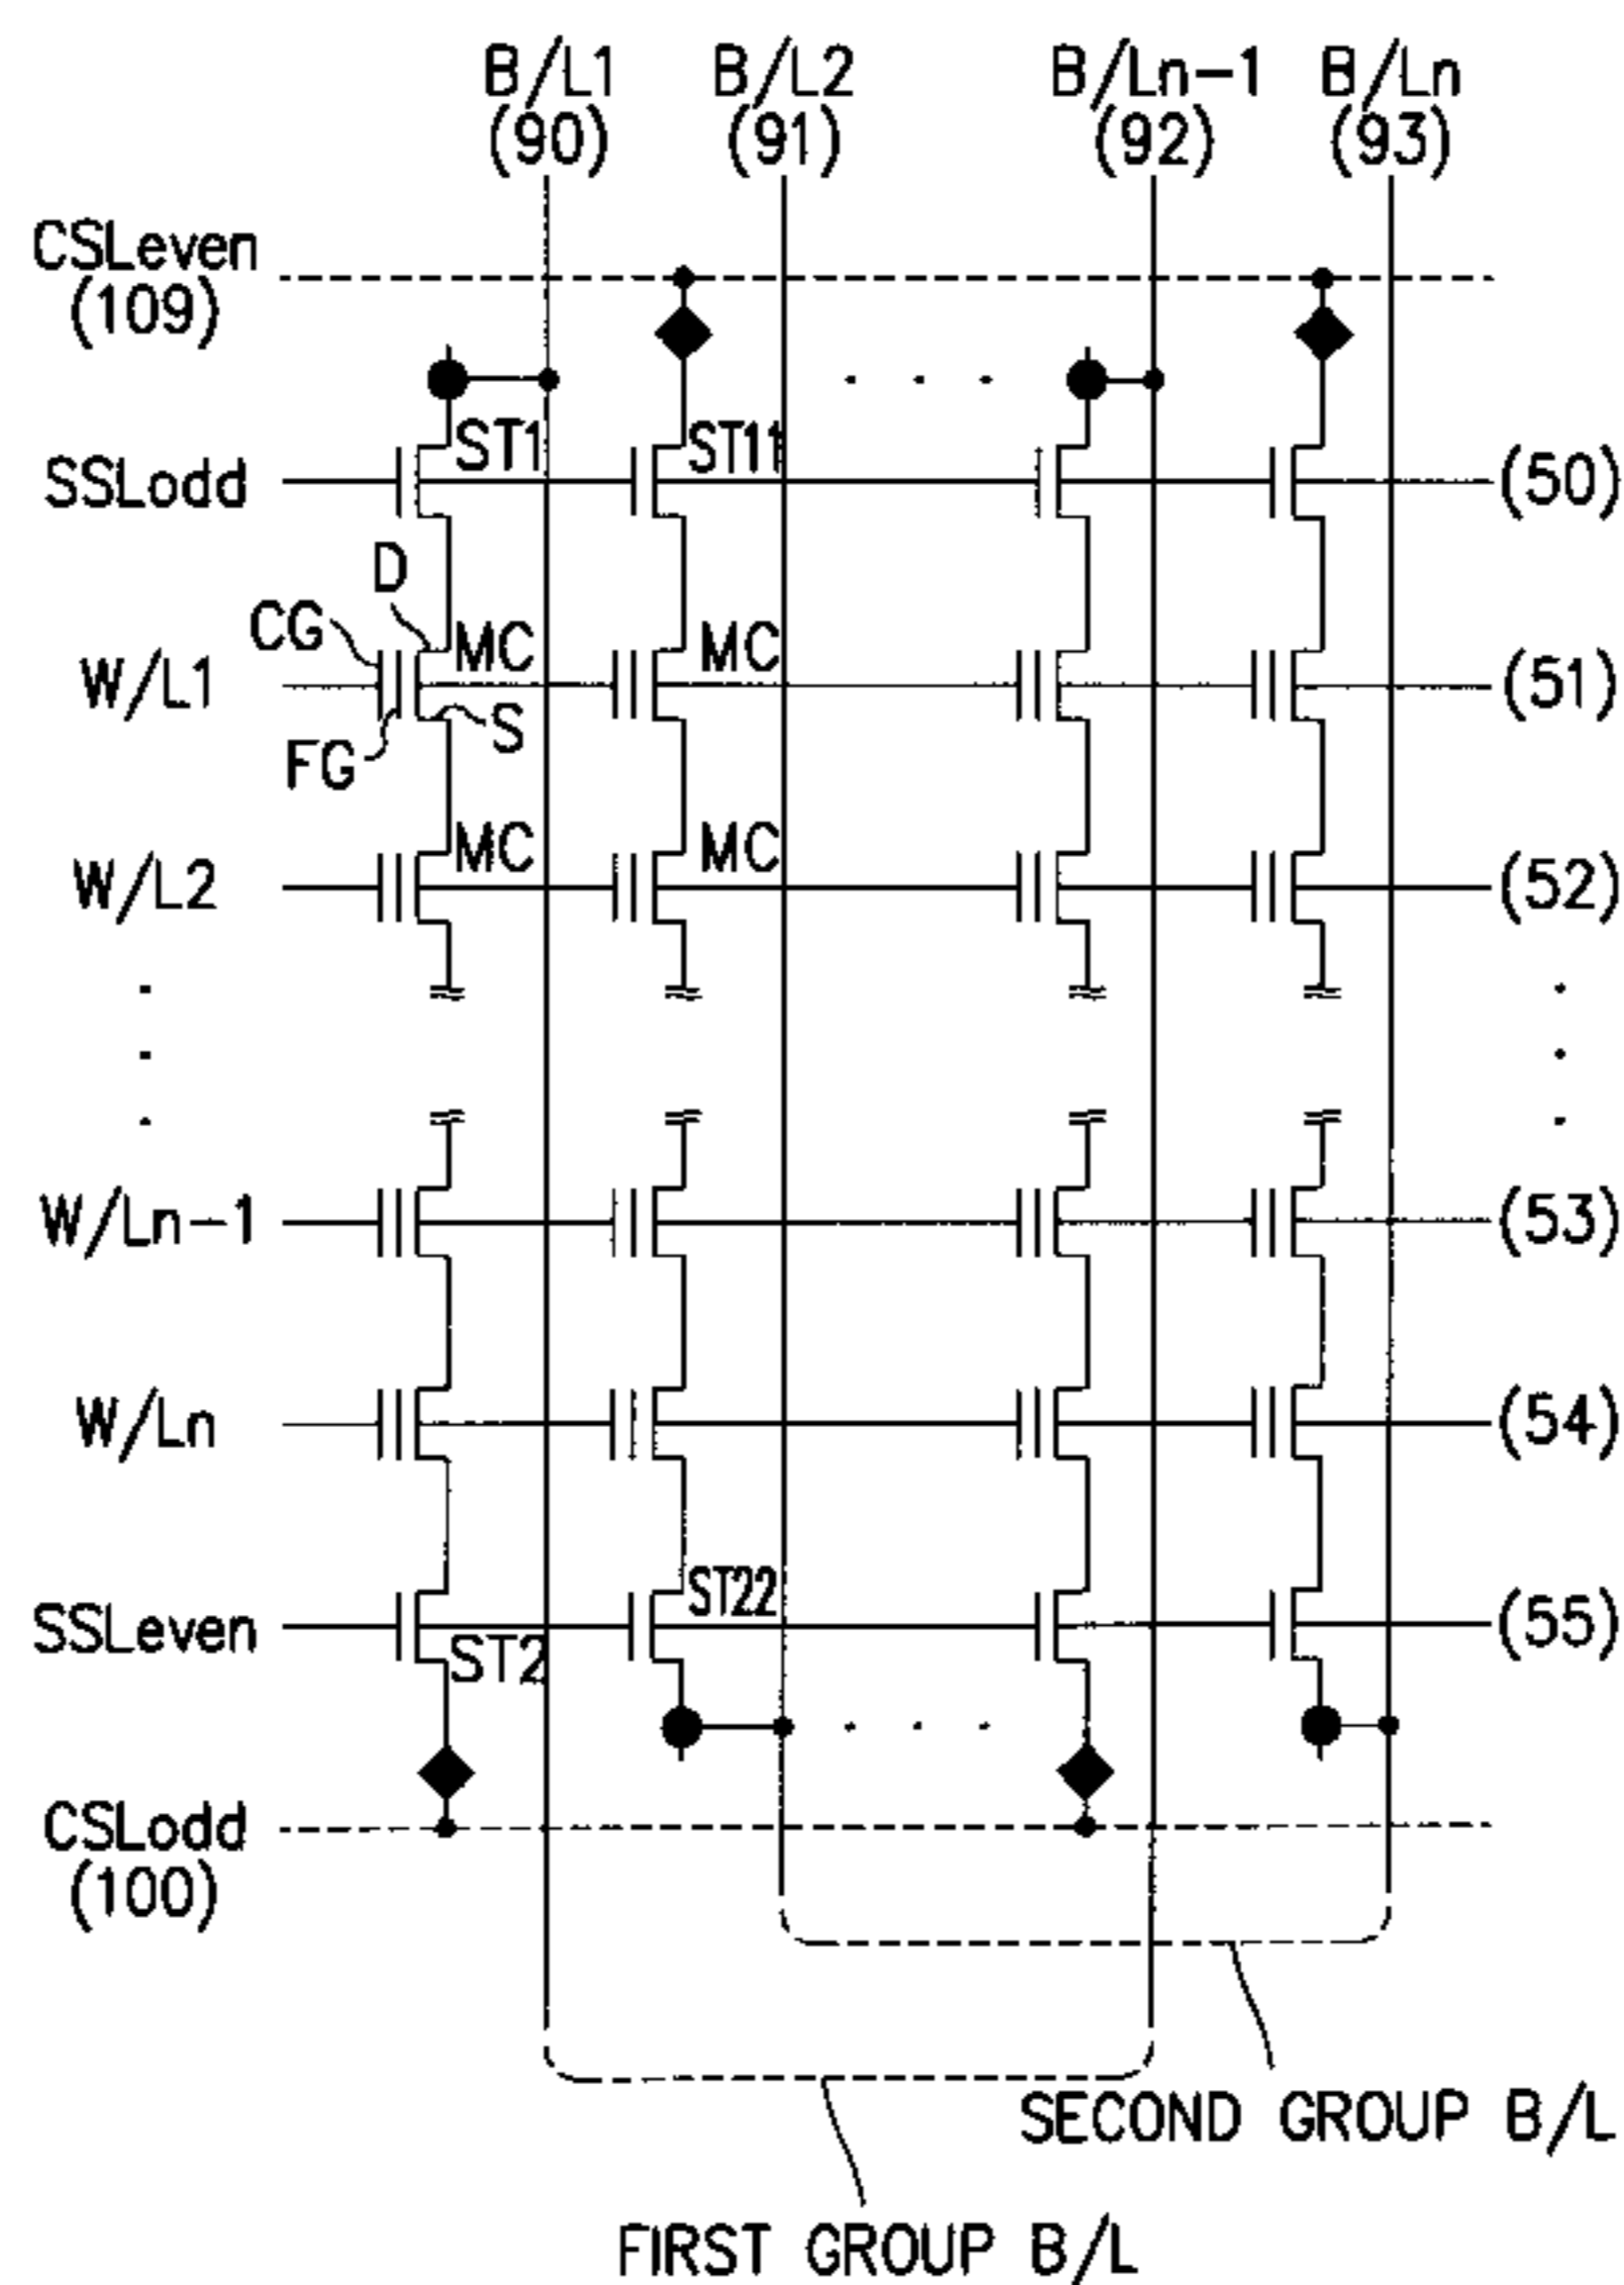 B/L1 B/L2 B/Ln-1 B/Ln
(90) (91) (92) (93)
CSLeven
(109)
ST1 ST11
SSLodd (50)
D
CG MC MC
W/L1 (51)
S
FG
MC MC
W/L2 (52)
W/Ln-1 (53)
W/Ln (54)
ST22
SSLeven (55)
ST2
CSLodd
(100)
SECOND GROUP B/L
FIRST GROUP B/L